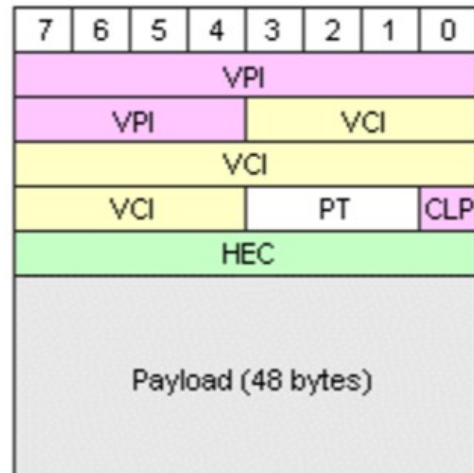 7 6 5 4 3 2 1 0
VPI
VPI VCI
VCI
VCI PT CLP
HEC
Payload (48 bytes)